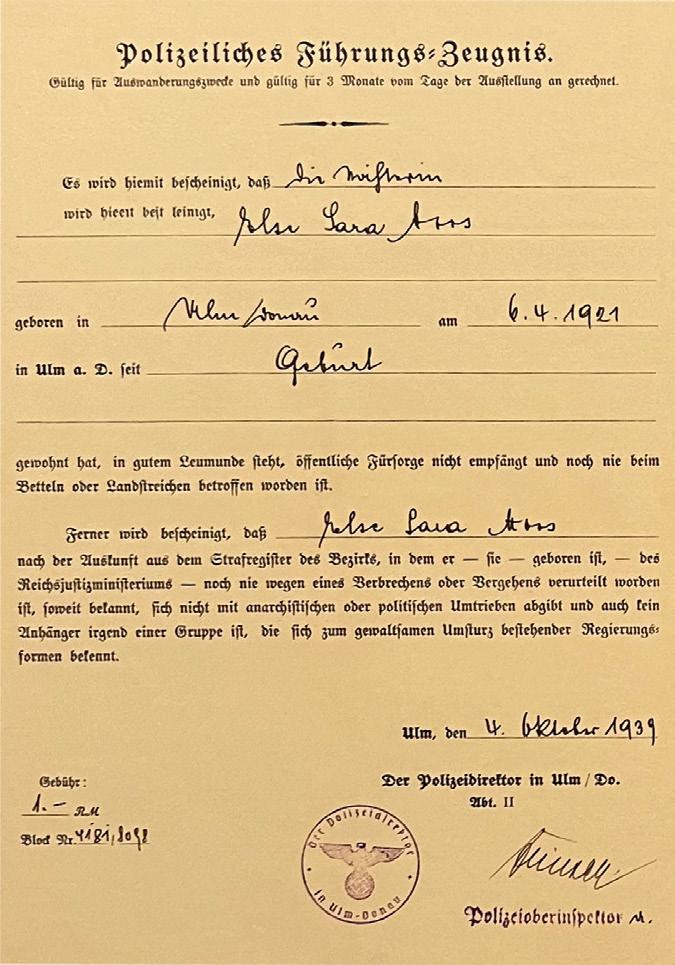 Polizeiliches Führungs-Zeugnis.
Gültig für Auswanderungszwecke und gültig für 3 Monate vom Tage der Ausstellung an gerechnet.
Es wird hiemit bescheinigt, daß die
wird
Else Sara Moos
geboren in Ulm/Donau am 6.4.1921
in Ulm a. D. seit Geburt
gewohnt hat, in gutem Leumunde steht, öffentliche Fürsorge nicht empfängt und noch nie beim
Betteln oder Landstreichen betroffen worden ist.
Ferner wird bescheinigt, daß Else Sara Moos
nach der Auskunft aus dem Strafregister des Bezirks, in dem er — sie — geboren ist, — des
Reichsjustizministeriums — noch nie wegen eines Verbrechens oder Vergehens verurteilt worden
ist, soweit bekannt, sich nicht mit anarchistischen oder politischen Umtrieben abgibt und auch kein
Anhänger irgend einer Gruppe ist, die sich zum gewaltsamen Umsturz bestehender Regierungs-
formen bekennt.
Ulm, den 4. Oktober 1939
Gebühr:
1.— RM
Block Nr.
Der Polizeidirektor in Ulm/Do.
Abt. II
Der Polizeidirektor
in Ulm-Donau
Polizeioberinspektor